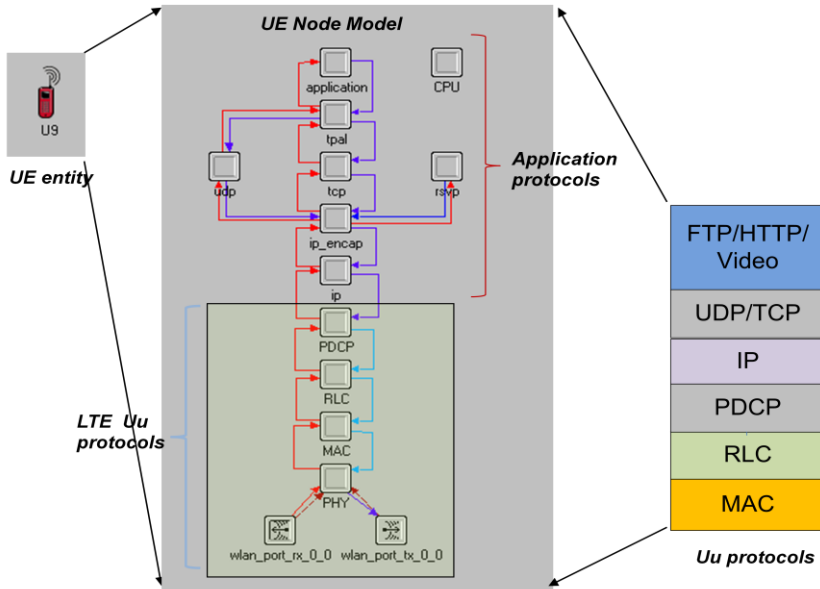 UE Node Model
application
CPU
U9
tpal
UE entity
udp
tcp
rsvp
Application
protocols
ip_encap
ip
FTP/HTTP/
Video
UDP/TCP
IP
PDCP
RLC
MAC
Uu protocols
PDCP
RLC
LTE Uu
protocols
MAC
PHY
wlan_port_rx_0_0
wlan_port_tx_0_0